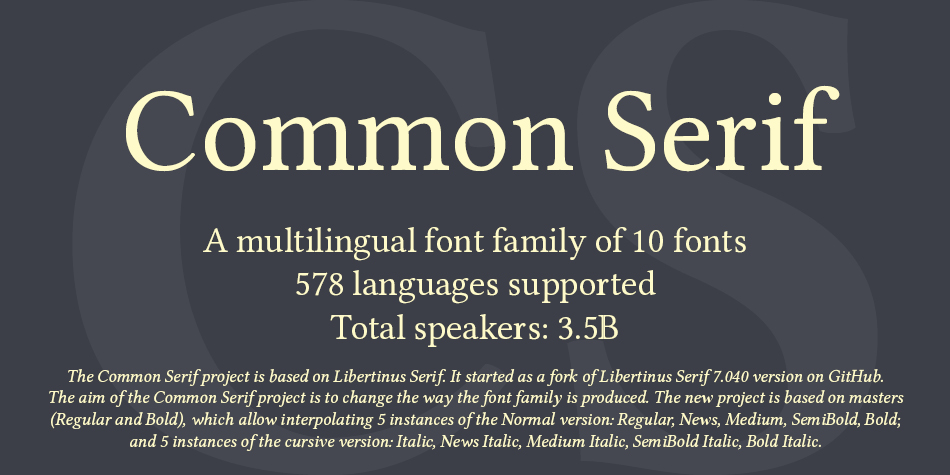 Common Serif
A multilingual font family of 10 fonts
578 languages supported
Total speakers: 3.5B
The Common Serif project is based on Libertinus Serif. It started as a fork of Libertinus Serif 7.040 version on GitHub.
The aim of the Common Serif project is to change the way the font family is produced. The new project is based on masters
(Regular and Bold), which allow interpolating 5 instances of the Normal version: Regular, News, Medium, SemiBold, Bold;
and 5 instances of the cursive version: Italic, News Italic, Medium Italic, SemiBold Italic, Bold Italic.
CS